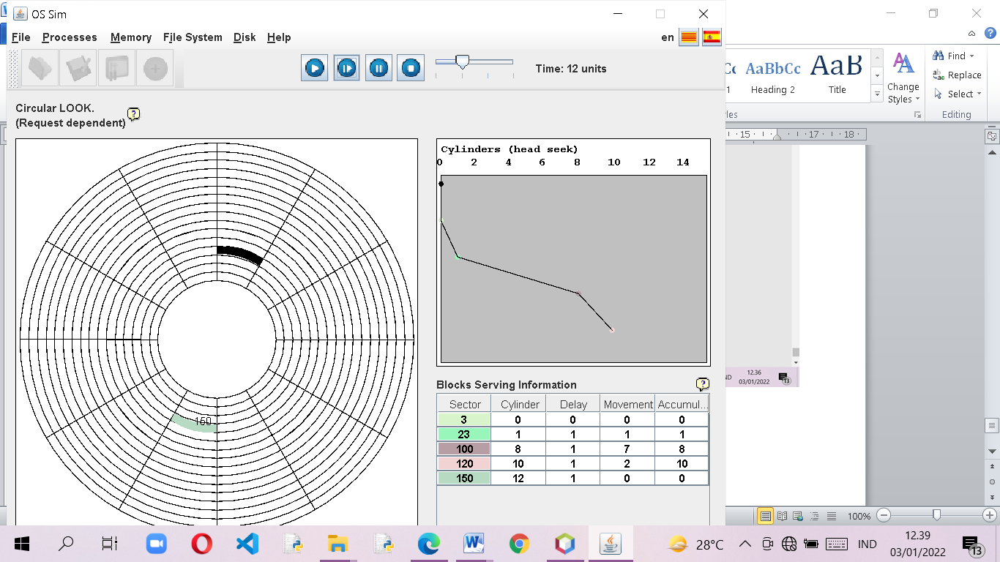 OS Sim
File Processes Memory File System Disk Help
en
Time: 12 units
Circular LOOK.
(Request dependent)
150
Cylinders (head seek)
0 2 4 6 8 10 12 14
Blocks Serving Information
Sector Cylinder Delay Movement Accumul...
3 0 0 0 0
23 1 1 1 1
100 8 1 7 8
120 10 1 2 10
150 12 1 0 0
AaBbCc AaB
1 Heading 2 Title
Change
Styles
Find
Replace
Select
Editing
15 17 18
12.36
03/01/2022
13
100%
28°C
IND
12.39
03/01/2022
13